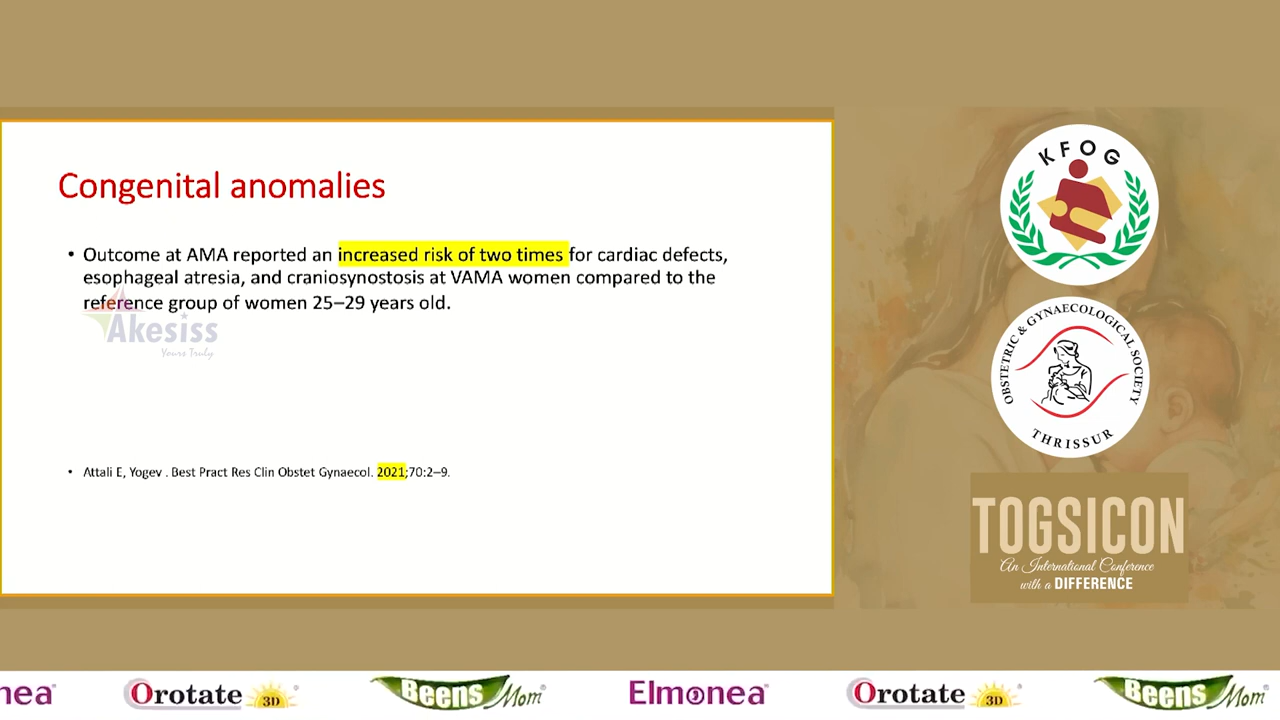 Congenital anomalies
• Outcome at AMA reported an increased risk of two times for cardiac defects,
esophageal atresia, and craniosynostosis at VAMA women compared to the
reference group of women 25–29 years old.
Akesiss
Yours Truly
• Attali E, Yogev . Best Pract Res Clin Obstet Gynaecol. 2021;70:2–9.
KFOG
OBSTETRIC & GYNAECOLOGICAL SOCIETY
THRISSUR
TOGSICON
An International Conference
with a DIFFERENCE
nea Orotate 3D Beens Mom Elmonea Orotate 3D Beens Mom